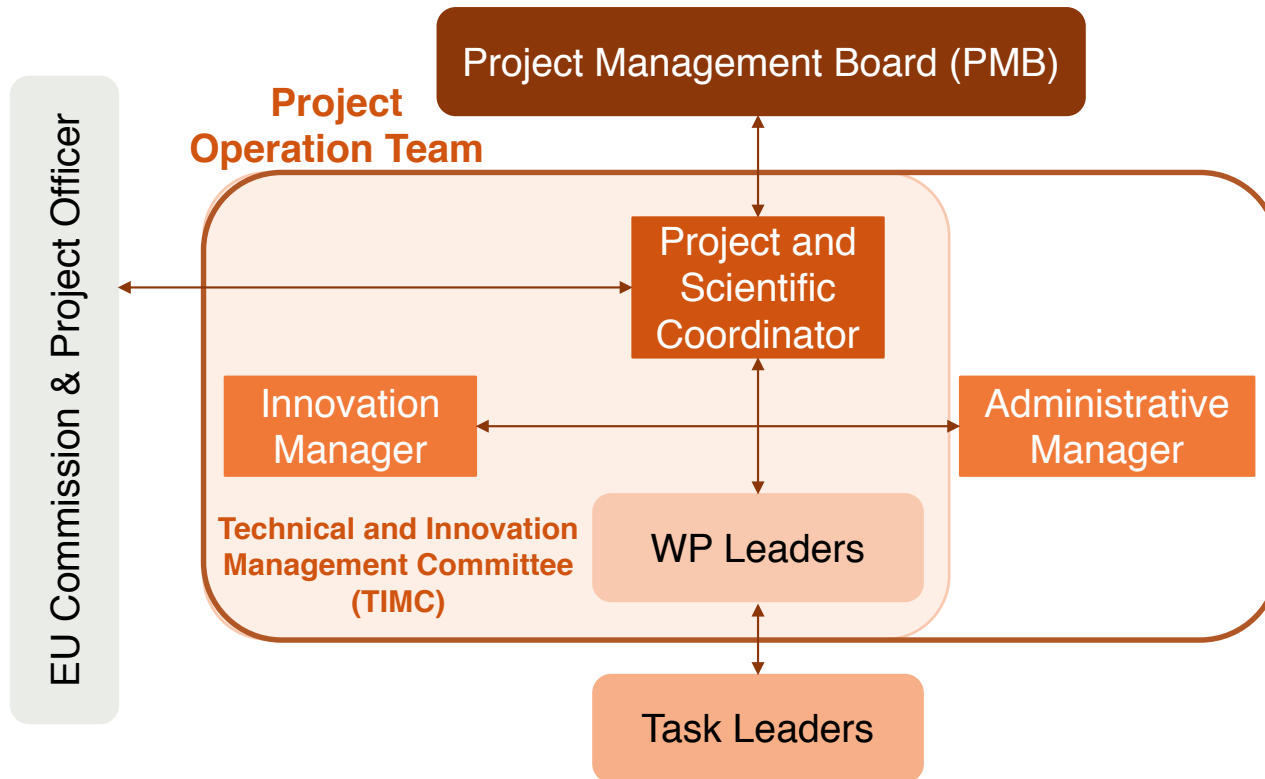 Project Management Board (PMB)
EU Commission & Project Officer
Project
Operation Team
Project and
Scientific
Coordinator
Innovation
Manager
Administrative
Manager
Technical and Innovation
Management Committee
(TIMC)
WP Leaders
Task Leaders